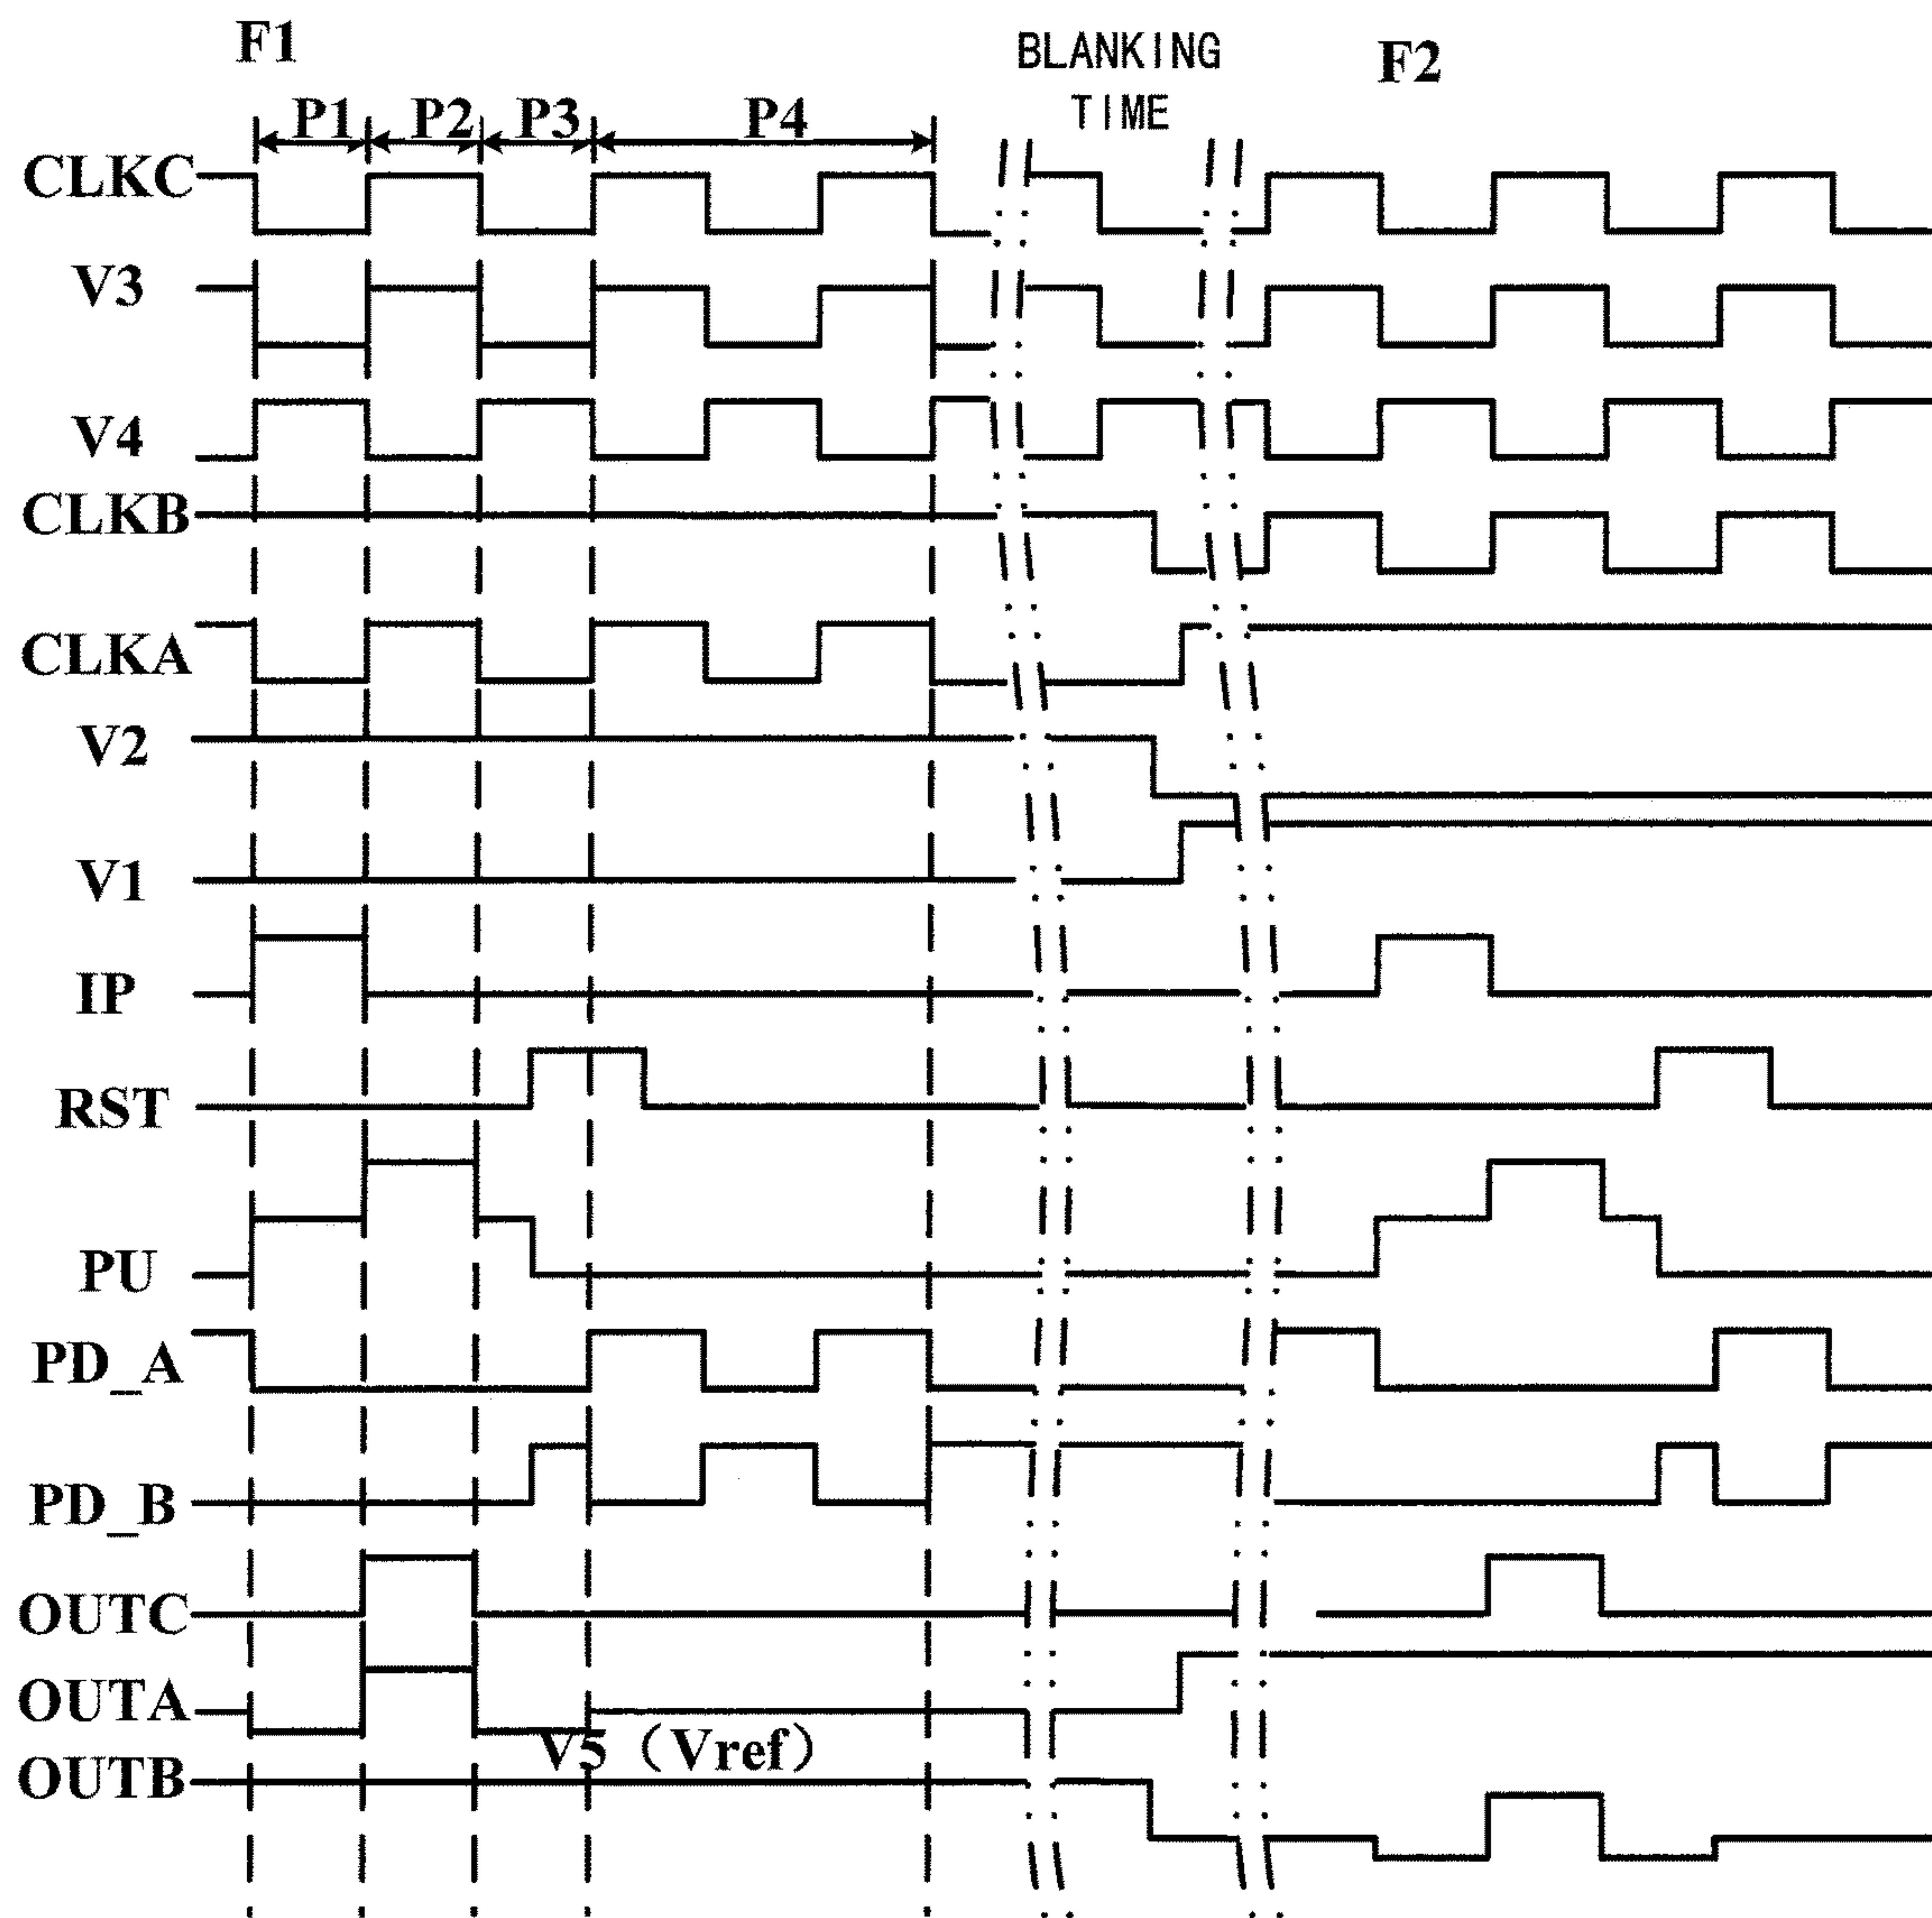 F1
BLANKING
TIME
F2
P1
P2
P3
P4
CLKC
V3
V4
CLKB
CLKA
V2
V1
IP
RST
PU
PD_A
PD_B
OUTC
OUTA
V5（Vref）
OUTB